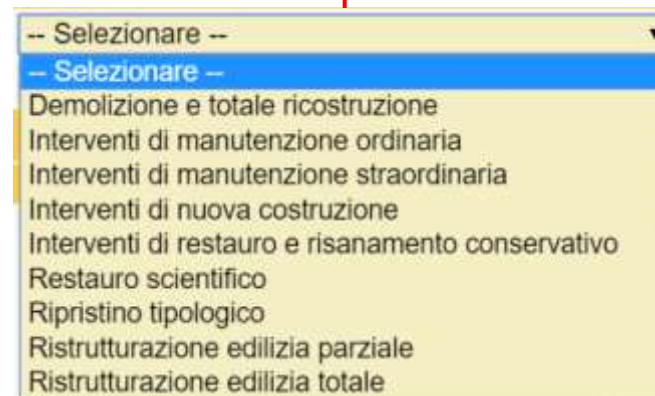 -- Selezionare --
-- Selezionare --
Demolizione e totale ricostruzione
Interventi di manutenzione ordinaria
Interventi di manutenzione straordinaria
Interventi di nuova costruzione
Interventi di restauro e risanamento conservativo
Restauro scientifico
Ripristino tipologico
Ristrutturazione edilizia parziale
Ristrutturazione edilizia totale